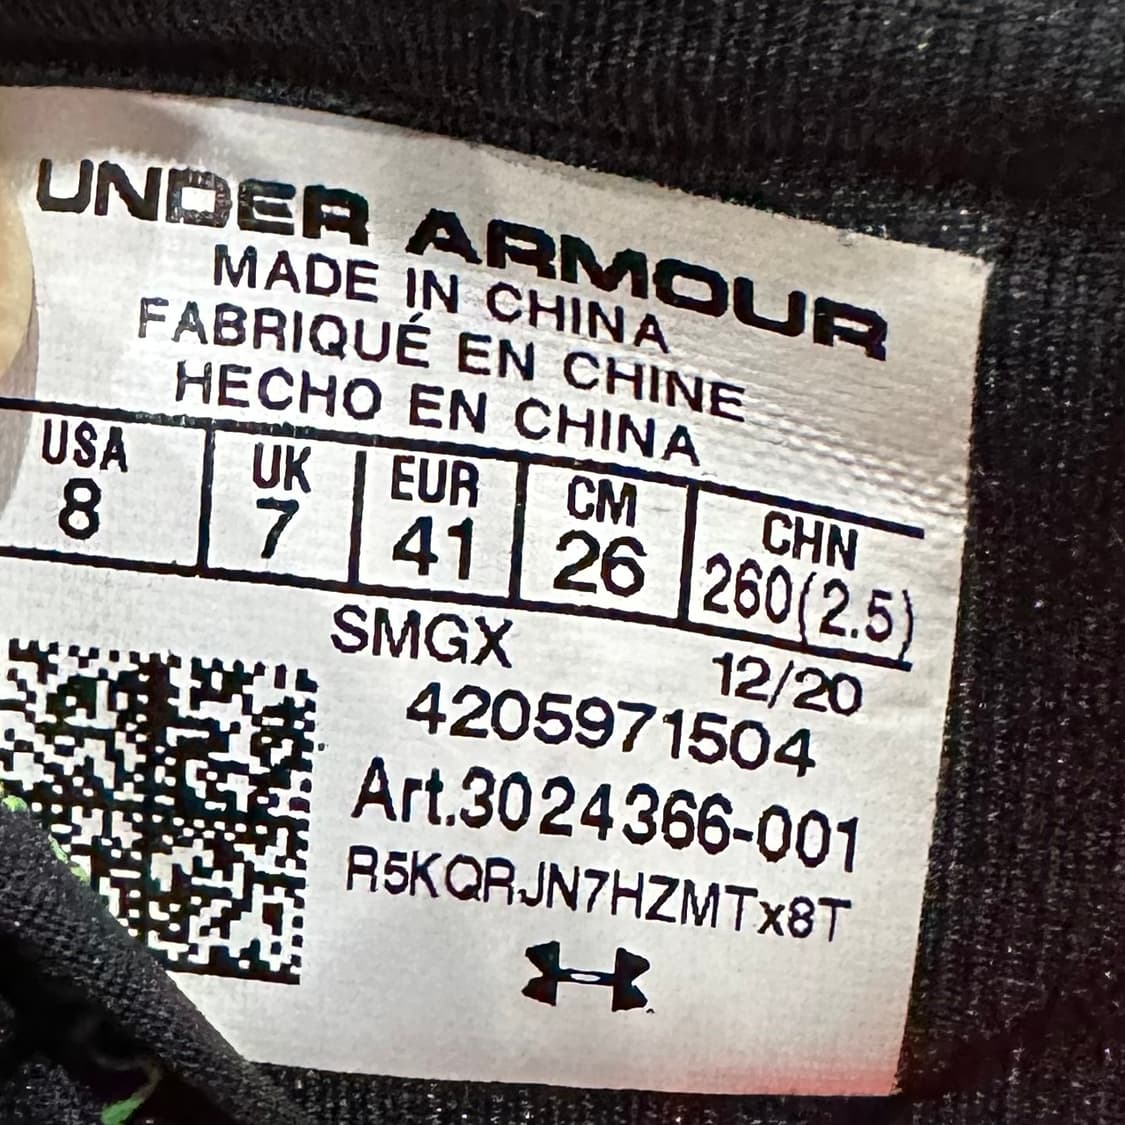 UNDER ARMOUR
MADE IN CHINA
FABRIQUÉ EN CHINE
HECHO EN CHINA
USA UK EUR CM CHN
8 7 41 26 260(2.5)
SMGX 12/20
4205971504
Art.3024366-001
R5KQRJN7HZMTx8T